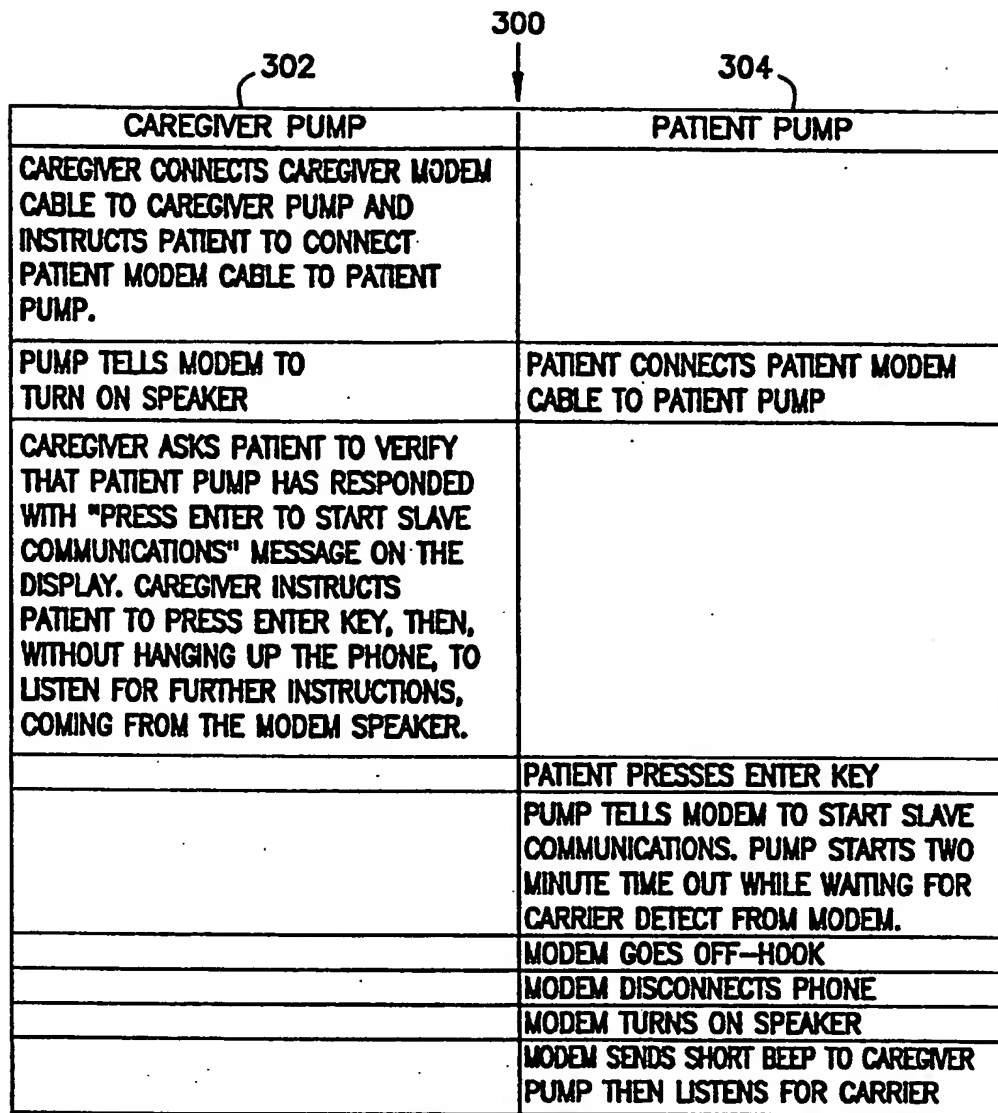 300
302
304
CAREGIVER PUMP
PATIENT PUMP
CAREGIVER CONNECTS CAREGIVER MODEM
CABLE TO CAREGIVER PUMP AND
INSTRUCTS PATIENT TO CONNECT
PATIENT MODEM CABLE TO PATIENT
PUMP.
PUMP TELLS MODEM TO
TURN ON SPEAKER
PATIENT CONNECTS PATIENT MODEM
CABLE TO PATIENT PUMP
CAREGIVER ASKS PATIENT TO VERIFY
THAT PATIENT PUMP HAS RESPONDED
WITH "PRESS ENTER TO START SLAVE
COMMUNICATIONS" MESSAGE ON THE
DISPLAY. CAREGIVER INSTRUCTS
PATIENT TO PRESS ENTER KEY, THEN,
WITHOUT HANGING UP THE PHONE, TO
LISTEN FOR FURTHER INSTRUCTIONS,
COMING FROM THE MODEM SPEAKER.
PATIENT PRESSES ENTER KEY
PUMP TELLS MODEM TO START SLAVE
COMMUNICATIONS. PUMP STARTS TWO
MINUTE TIME OUT WHILE WAITING FOR
CARRIER DETECT FROM MODEM.
MODEM GOES OFF-HOOK
MODEM DISCONNECTS PHONE
MODEM TURNS ON SPEAKER
MODEM SENDS SHORT BEEP TO CAREGIVER
PUMP THEN LISTENS FOR CARRIER